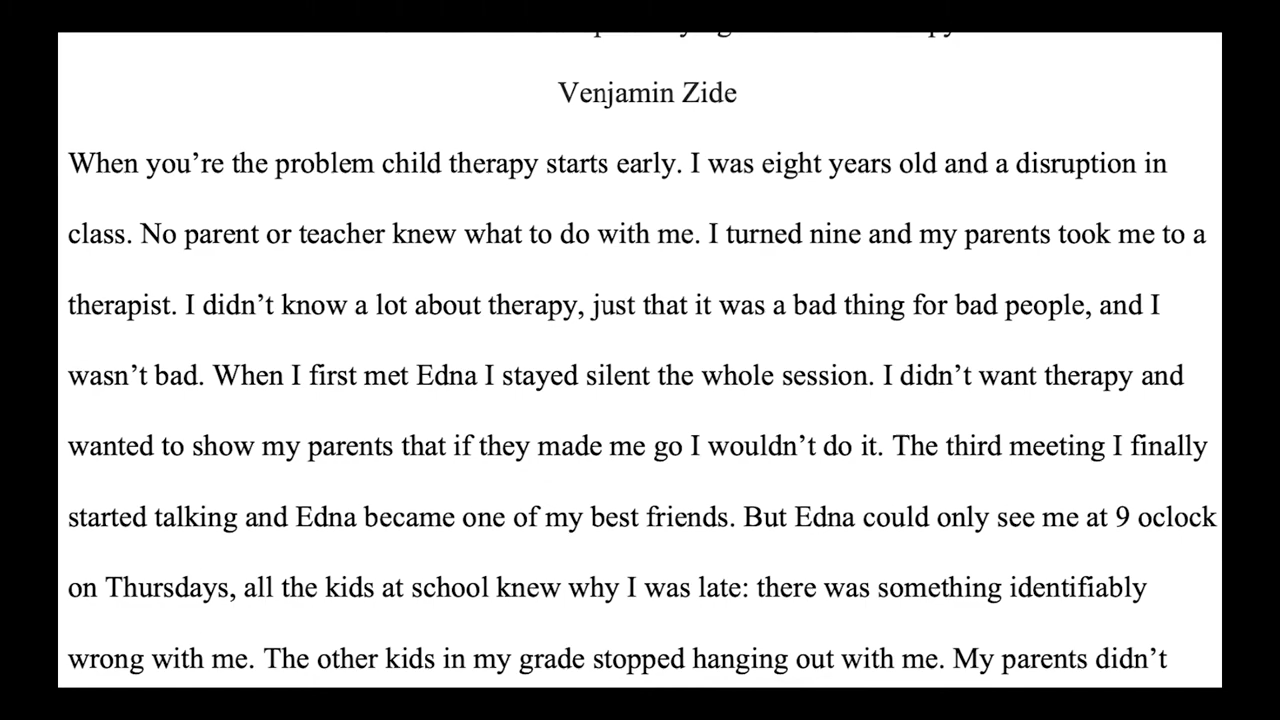 Venjamin Zide
When you’re the problem child therapy starts early. I was eight years old and a disruption in
class. No parent or teacher knew what to do with me. I turned nine and my parents took me to a
therapist. I didn’t know a lot about therapy, just that it was a bad thing for bad people, and I
wasn’t bad. When I first met Edna I stayed silent the whole session. I didn’t want therapy and
wanted to show my parents that if they made me go I wouldn’t do it. The third meeting I finally
started talking and Edna became one of my best friends. But Edna could only see me at 9 oclock
on Thursdays, all the kids at school knew why I was late: there was something identifiably
wrong with me. The other kids in my grade stopped hanging out with me. My parents didn’t